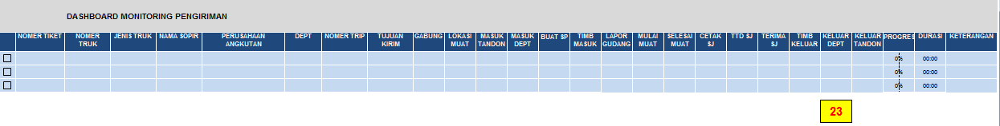 DASHBOARD MONITORING PENGIRIMAN
NOMER TIKET NOMER TRUK JENIS TRUK NAMA SOPIR PERUSAHAAN ANGKUTAN DEPT NOMER TRIP TUJUAN KIRIM GABUNG LOKASI MUAT MASUK TANDON MASUK DEPT BUAT SP TIMB MASUK LAPOR GUDANG MULAI MUAT SELESAI MUAT CETAK SJ TTD SJ TERIMA SJ TIMB KELUAR KELUAR DEPT KELUAR TANDON PROGRES DURASI KETERANGAN
0% 00:00
0% 00:00
0% 00:00
23